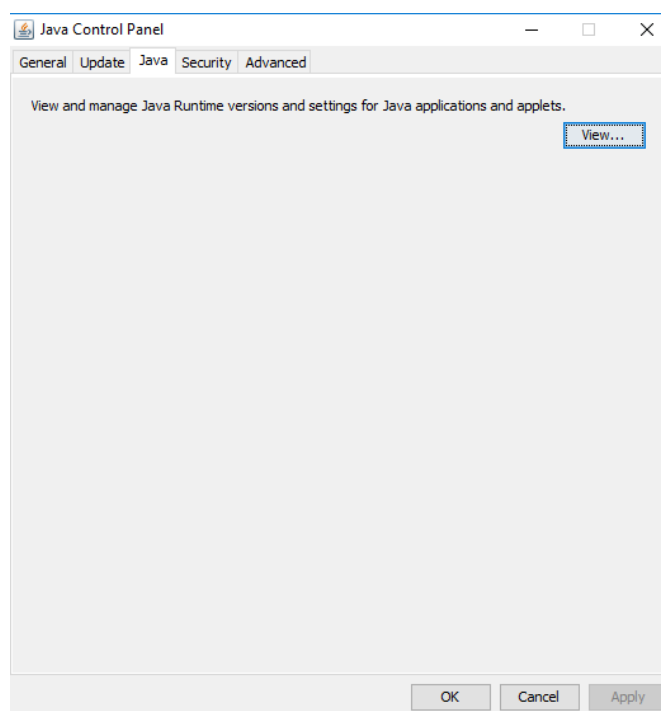 Java Control Panel
General Update Java Security Advanced
View and manage Java Runtime versions and settings for Java applications and applets.
View...
OK Cancel Apply